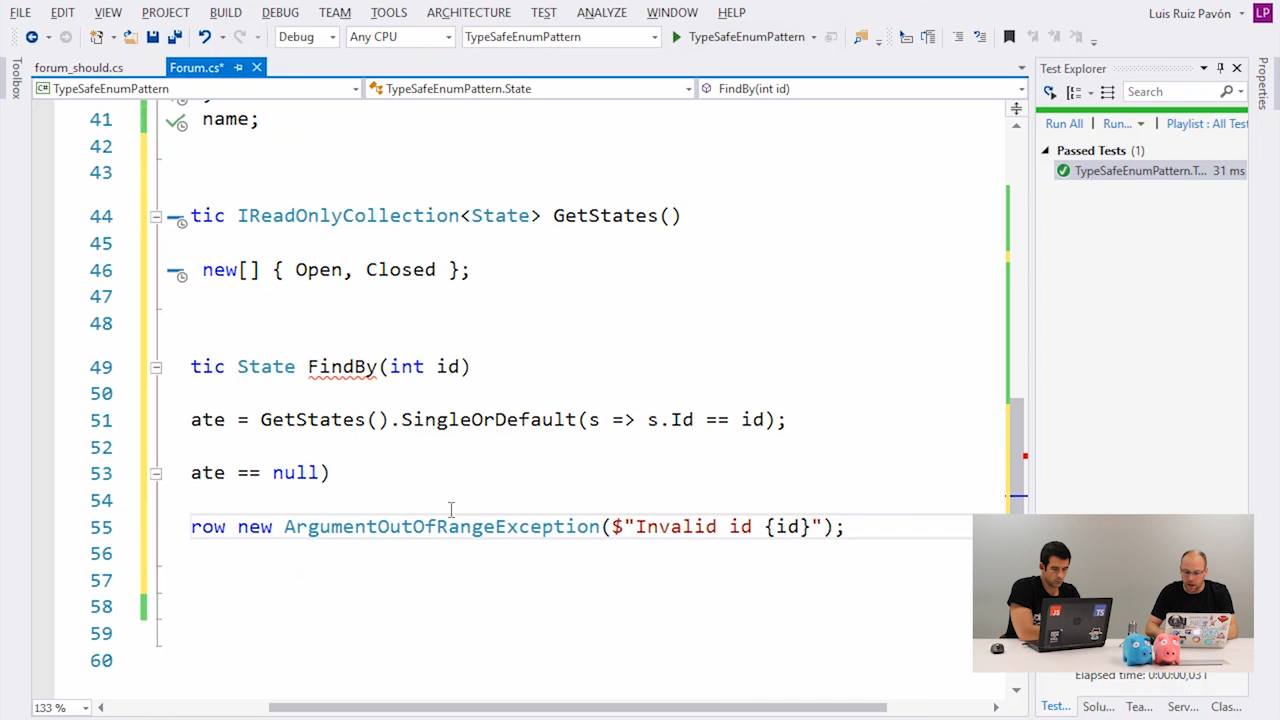 FILE EDIT VIEW PROJECT BUILD DEBUG TEAM TOOLS ARCHITECTURE TEST ANALYZE WINDOW HELP Luis Ruiz Pavón LP
Debug Any CPU TypeSafeEnumPattern TypeSafeEnumPattern
Toolbox
forum_should.cs Forum.cs*
TypeSafeEnumPattern TypeSafeEnumPattern.State FindBy(int id)
41 name;
42
43
44 tic IReadOnlyCollection<State> GetStates()
45
46 new[] { Open, Closed };
47
48
49 tic State FindBy(int id)
50
51 ate = GetStates().SingleOrDefault(s => s.Id == id);
52
53 ate == null)
54
55 row new ArgumentOutOfRangeException($"Invalid id {id}");
56
57
58
59
60
133 %
Test Explorer
Search
Run All Run... Playlist : All Test
Passed Tests (1)
TypeSafeEnumPattern.T... 31 ms
JS TS
Elapsed time: 0:00:00,031
Test... Solu... Tea... Serv... Clas...
Properties